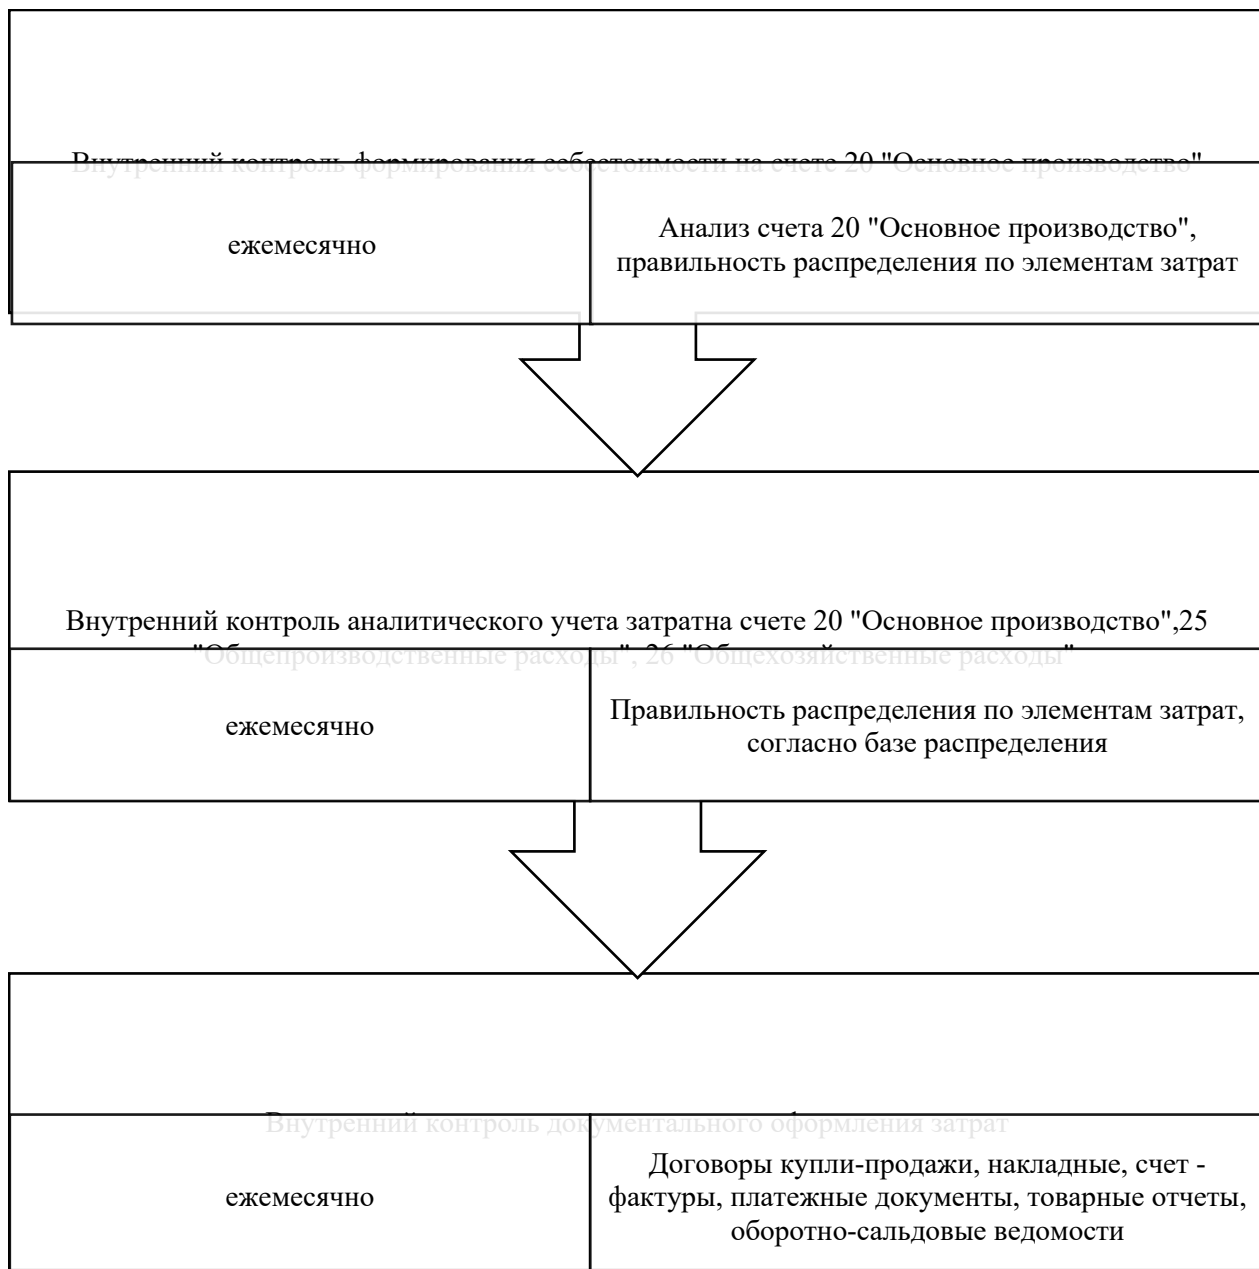 Внутренний контроль формирования себестоимости на счете 20 "Основное производство"
ежемесячно
Анализ счета 20 "Основное производство",
правильность распределения по элементам затрат
Внутренний контроль аналитического учета затратна счете 20 "Основное производство",25
"Общепроизводственные расходы", 26 "Общехозяйственные расходы"
ежемесячно
Правильность распределения по элементам затрат,
согласно базе распределения
Внутренний контроль документального оформления затрат
ежемесячно
Договоры купли-продажи, накладные, счет -
фактуры, платежные документы, товарные отчеты,
оборотно-сальдовые ведомости